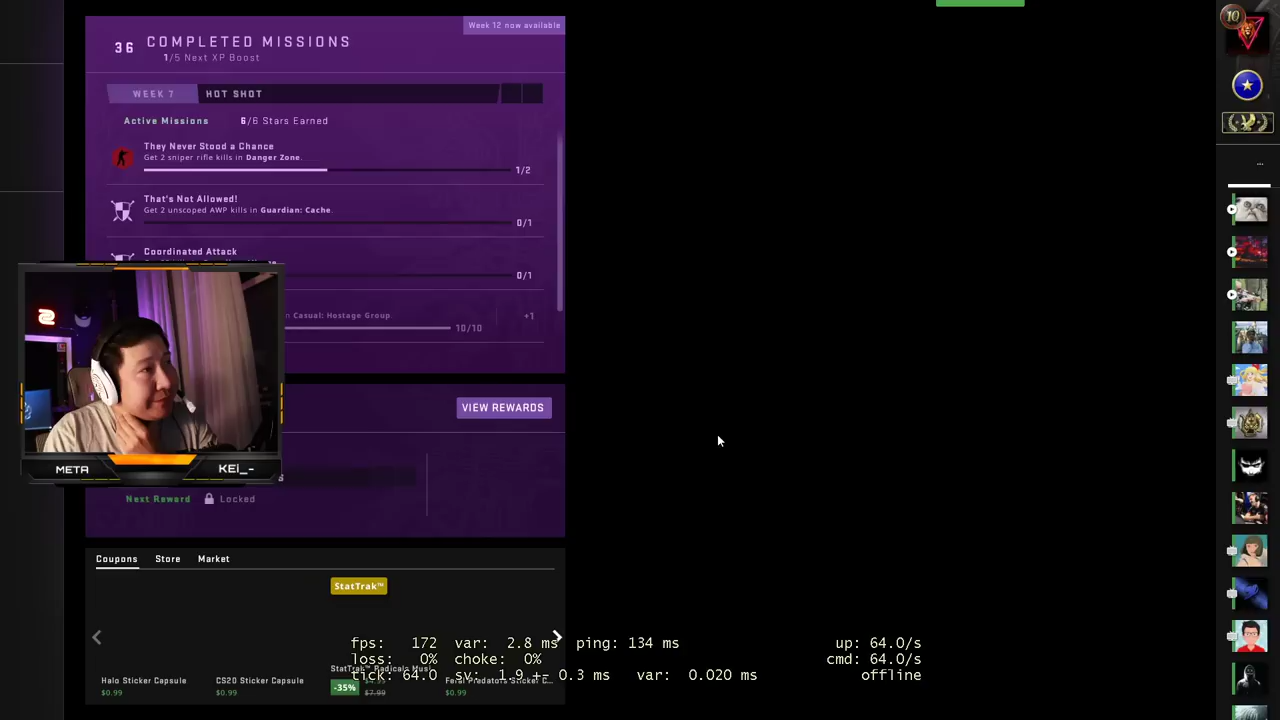 10
Week 12 now available
36 COMPLETED MISSIONS
1/5 Next XP Boost
WEEK 7 HOT SHOT
Active Missions 6/6 Stars Earned
They Never Stood a Chance
Get 2 sniper rifle kills in Danger Zone.
1/2
That's Not Allowed!
Get 2 unscoped AWP kills in Guardian: Cache.
0/1
Coordinated Attack
0/1
n Casual: Hostage Group.
+1
10/10
VIEW REWARDS
META KEi_-
Next Reward Locked
Coupons Store Market
StatTrak™
fps: 172 var: 2.8 ms ping: 134 ms up: 64.0/s
loss: 0% choke: 0% cmd: 64.0/s
StatTrak™ Radicals
tick: 64.0 sv: 1.9 +- 0.3 ms var: 0.020 ms offline
Halo Sticker Capsule
$0.99
CS20 Sticker Capsule
$0.99
-35%
$7.99
Feral Predators Sticker C...
$0.99